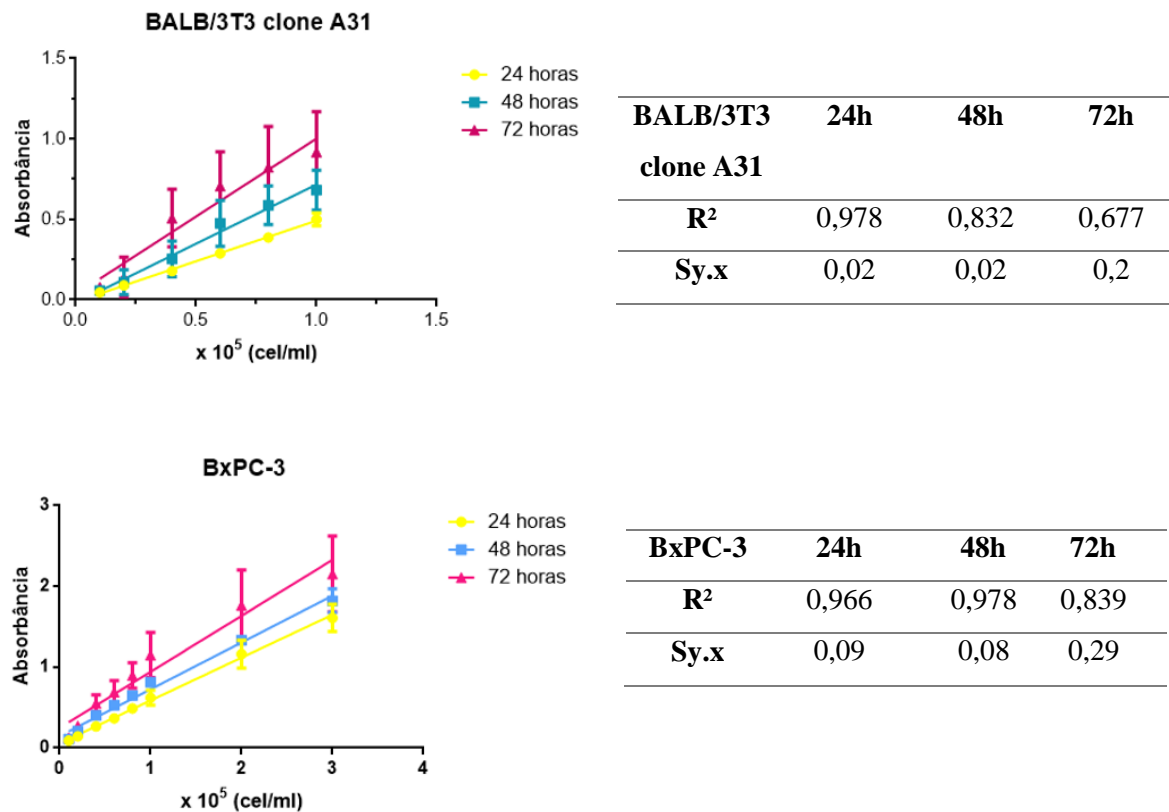 BALB/3T3 clone A31
1.5
1.0
0.5
0.0
0.0 0.5 1.0 1.5
Absorbância
x 10⁵ (cel/ml)
24 horas
48 horas
72 horas
BALB/3T3 clone A31 24h 48h 72h
R² 0,978 0,832 0,677
Sy.x 0,02 0,02 0,2
BxPC-3
3
2
1
0
0 1 2 3 4
Absorbância
x 10⁵ (cel/ml)
24 horas
48 horas
72 horas
BxPC-3 24h 48h 72h
R² 0,966 0,978 0,839
Sy.x 0,09 0,08 0,29